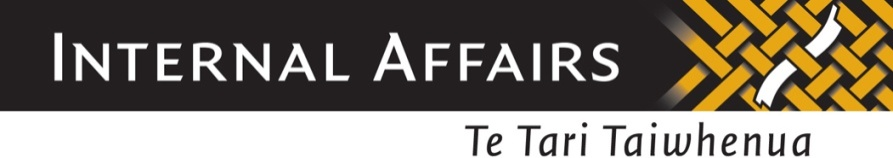 INTERNAL AFFAIRS
Te Tari Taiwhenua